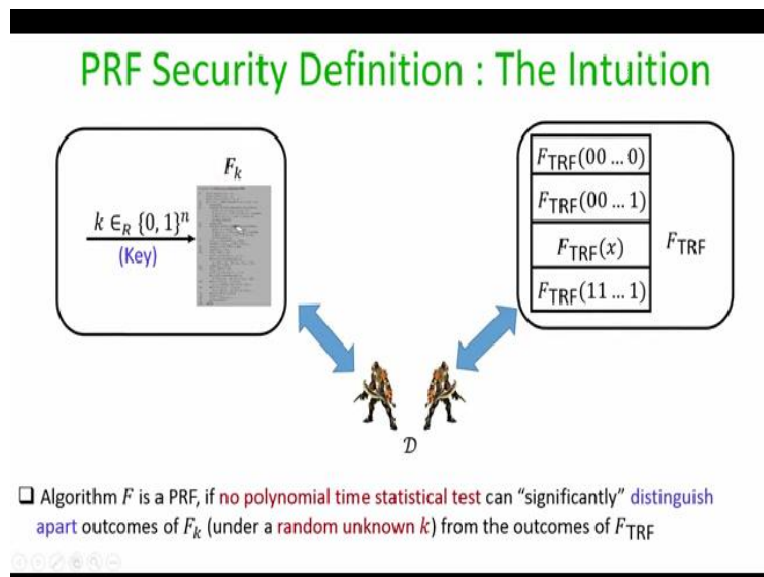 PRF Security Definition : The Intuition
F_k
k ∈_R {0, 1}^n
(Key)
F_TRF(00 … 0)
F_TRF(00 … 1)
F_TRF(x)
F_TRF
F_TRF(11 … 1)
𝒟
❑ Algorithm F is a PRF, if no polynomial time statistical test can “significantly” distinguish
apart outcomes of F_k (under a random unknown k) from the outcomes of F_TRF